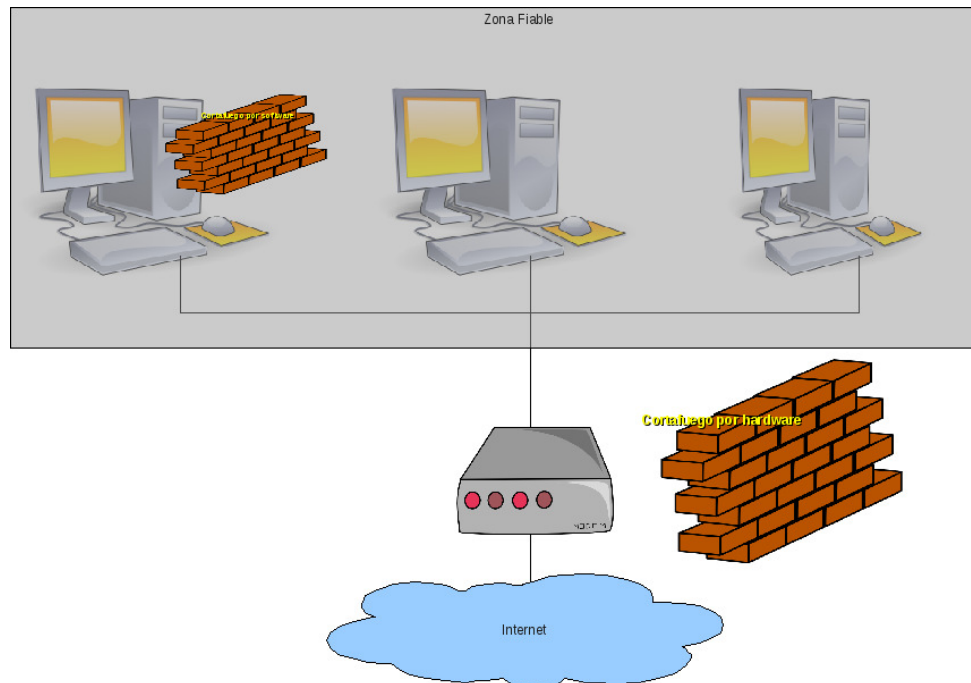 Zona Fiable
Cortafuego por software
Cortafuego por hardware
Internet